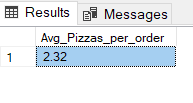 Results Messages
Avg_Pizzas_per_order
1 2.32